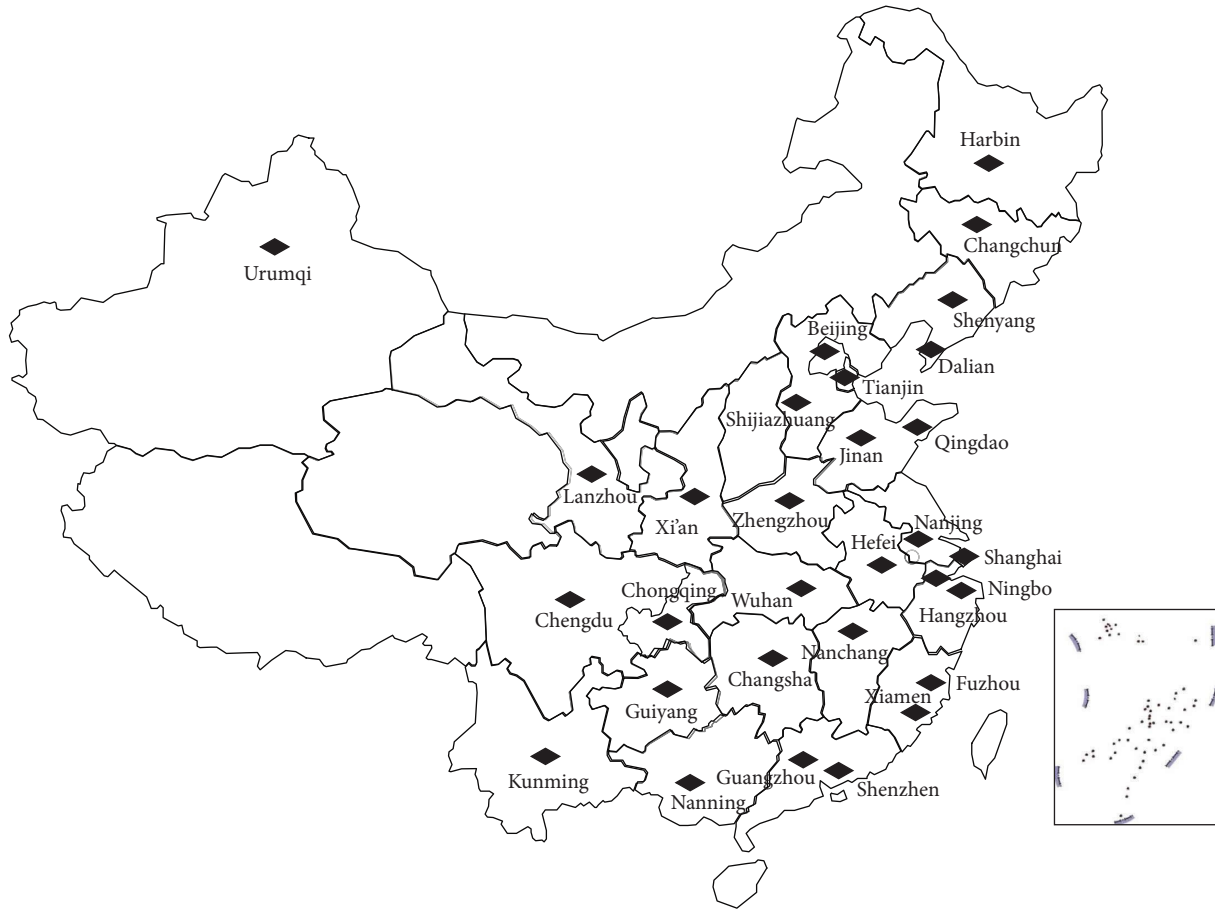 Harbin
Changchun
Urumqi
Shenyang
Beijing
Dalian
Tianjin
Shijiazhuang
Qingdao
Jinan
Lanzhou
Zhengzhou
Xi’an
Nanjing
Hefei
Shanghai
Chongqing
Ningbo
Wuhan
Chengdu
Hangzhou
Nanchang
Changsha
Fuzhou
Xiamen
Guiyang
Guangzhou
Kunming
Shenzhen
Nanning